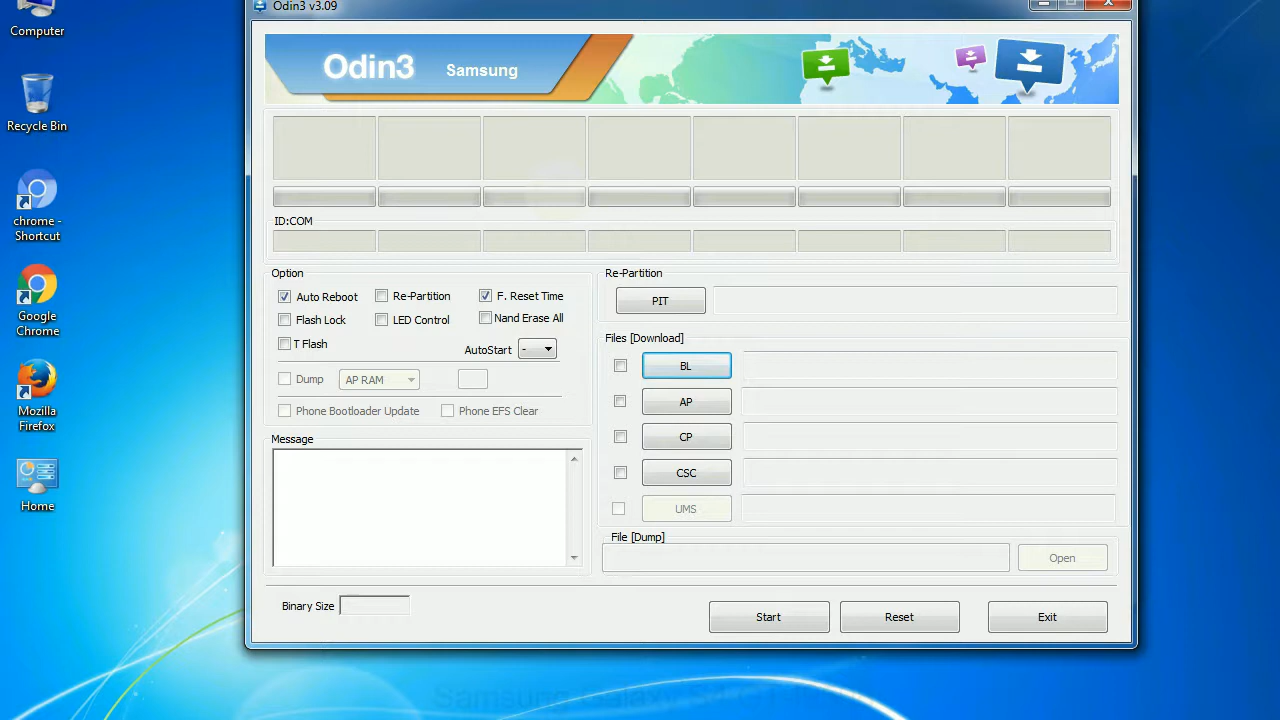 Odin3 v3.09
Computer
Recycle Bin
chrome -
Shortcut
Google
Chrome
Mozilla
Firefox
Home
Odin3 Samsung
ID:COM
Option
Auto Reboot Re-Partition F. Reset Time
Flash Lock LED Control Nand Erase All
T Flash
AutoStart -
Dump AP RAM
Phone Bootloader Update Phone EFS Clear
Message
Re-Partition
PIT
Files [Download]
BL
AP
CP
CSC
UMS
File [Dump]
Open
Binary Size
Start Reset Exit
Samsung Galaxy S4